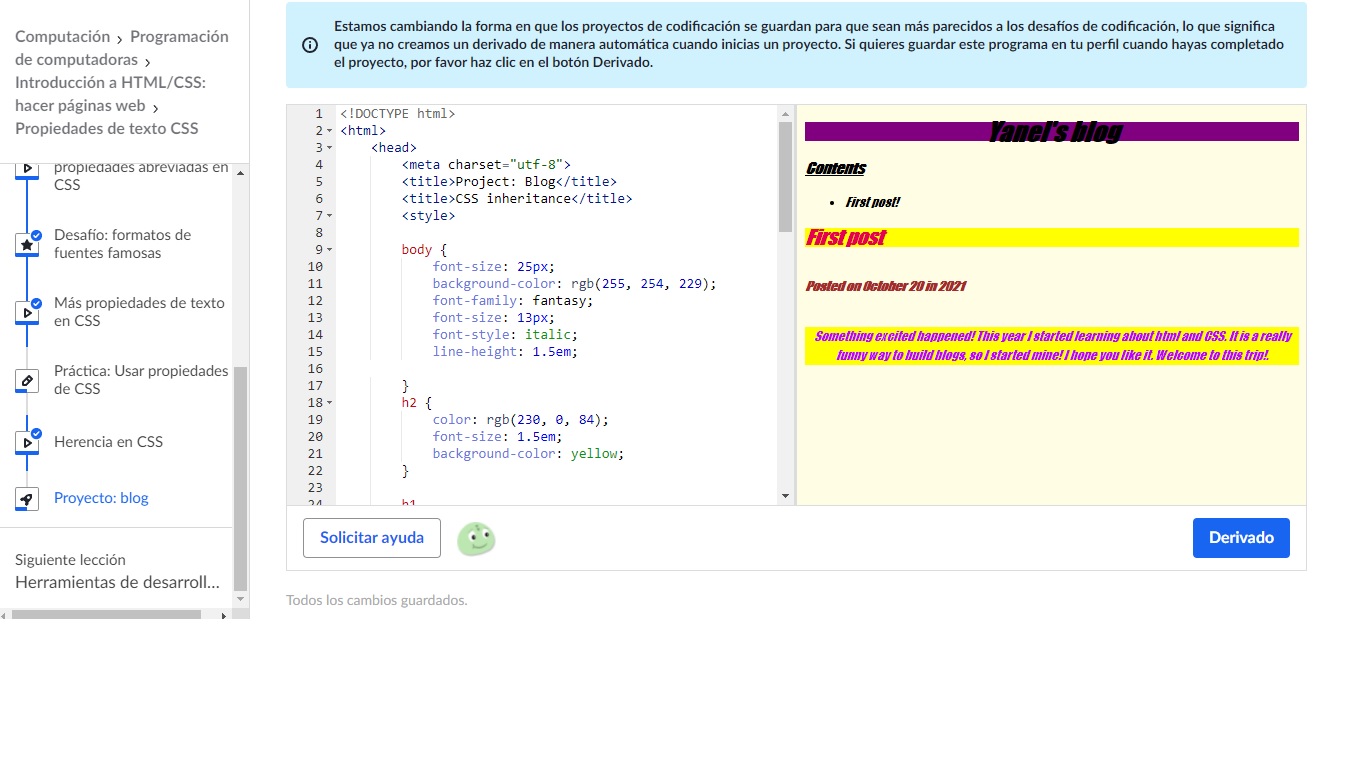 Computación › Programación
de computadoras ›
Introducción a HTML/CSS:
hacer páginas web ›
Propiedades de texto CSS
propiedades abreviadas en
CSS
Desafío: formatos de
fuentes famosas
Más propiedades de texto
en CSS
Práctica: Usar propiedades
de CSS
Herencia en CSS
Proyecto: blog
Siguiente lección
Herramientas de desarroll...
Estamos cambiando la forma en que los proyectos de codificación se guardan para que sean más parecidos a los desafíos de codificación, lo que significa
que ya no creamos un derivado de manera automática cuando inicias un proyecto. Si quieres guardar este programa en tu perfil cuando hayas completado
el proyecto, por favor haz clic en el botón Derivado.
1 <!DOCTYPE html>
2 <html>
3 <head>
4 <meta charset="utf-8">
5 <title>Project: Blog</title>
6 <title>CSS inheritance</title>
7 <style>
8
9 body {
10 font-size: 25px;
11 background-color: rgb(255, 254, 229);
12 font-family: fantasy;
13 font-size: 13px;
14 font-style: italic;
15 line-height: 1.5em;
16
17 }
18 h2 {
19 color: rgb(230, 0, 84);
20 font-size: 1.5em;
21 background-color: yellow;
22 }
23
24 h1
Yanel's blog
Contents
• First post!
First post
Posted on October 20 in 2021
Something excited happened! This year I started learning about html and CSS. It is a really
funny way to build blogs, so I started mine! I hope you like it. Welcome to this trip!.
Solicitar ayuda
Derivado
Todos los cambios guardados.